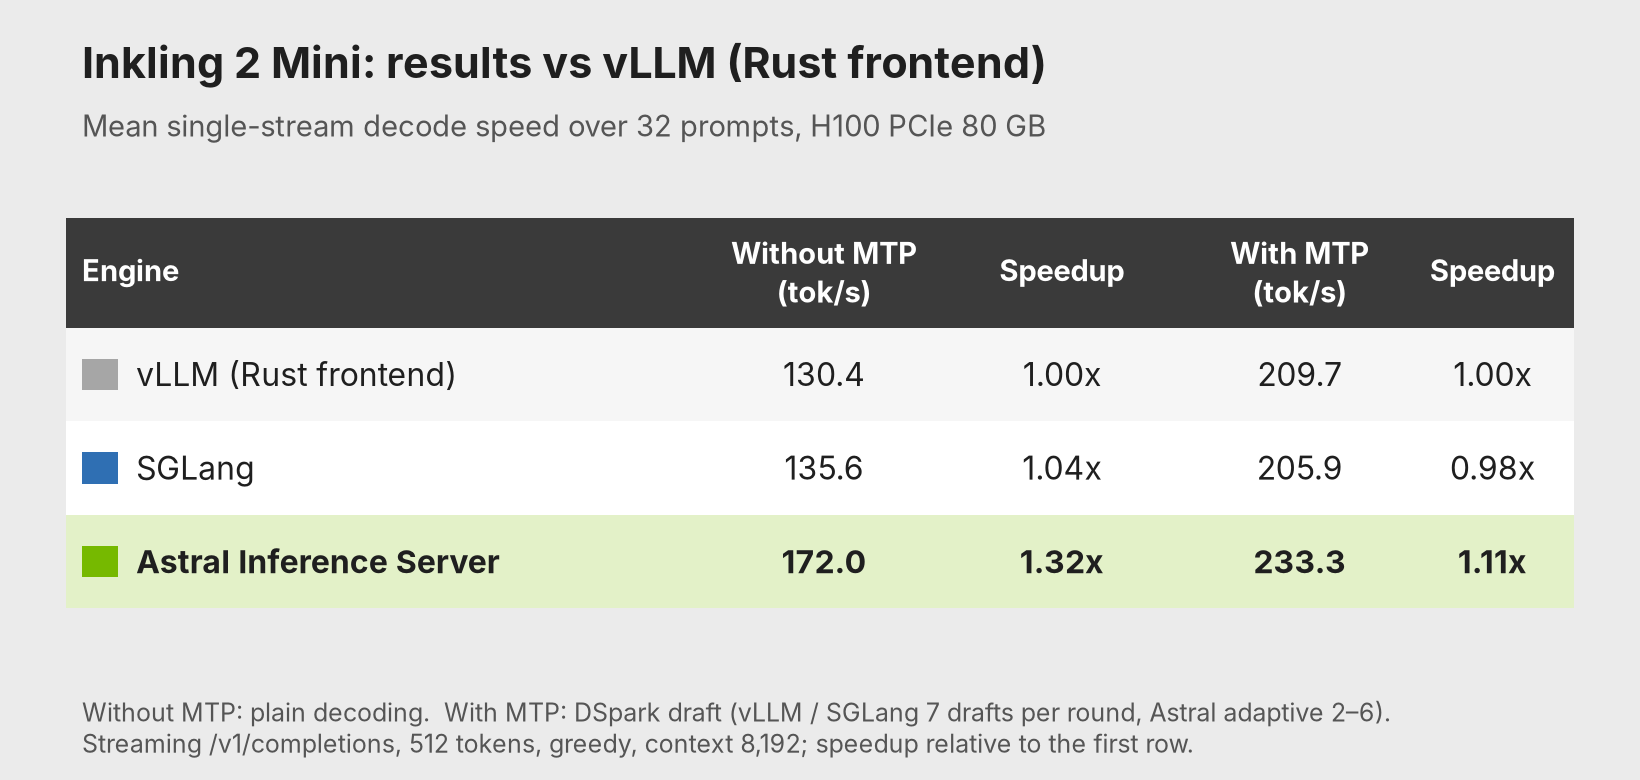 Inkling 2 Mini: results vs vLLM (Rust frontend)
Mean single-stream decode speed over 32 prompts, H100 PCIe 80 GB
Engine Without MTP (tok/s) Speedup With MTP (tok/s) Speedup
vLLM (Rust frontend) 130.4 1.00x 209.7 1.00x
SGLang 135.6 1.04x 205.9 0.98x
Astral Inference Server 172.0 1.32x 233.3 1.11x
Without MTP: plain decoding. With MTP: DSpark draft (vLLM / SGLang 7 drafts per round, Astral adaptive 2–6).
Streaming /v1/completions, 512 tokens, greedy, context 8,192; speedup relative to the first row.